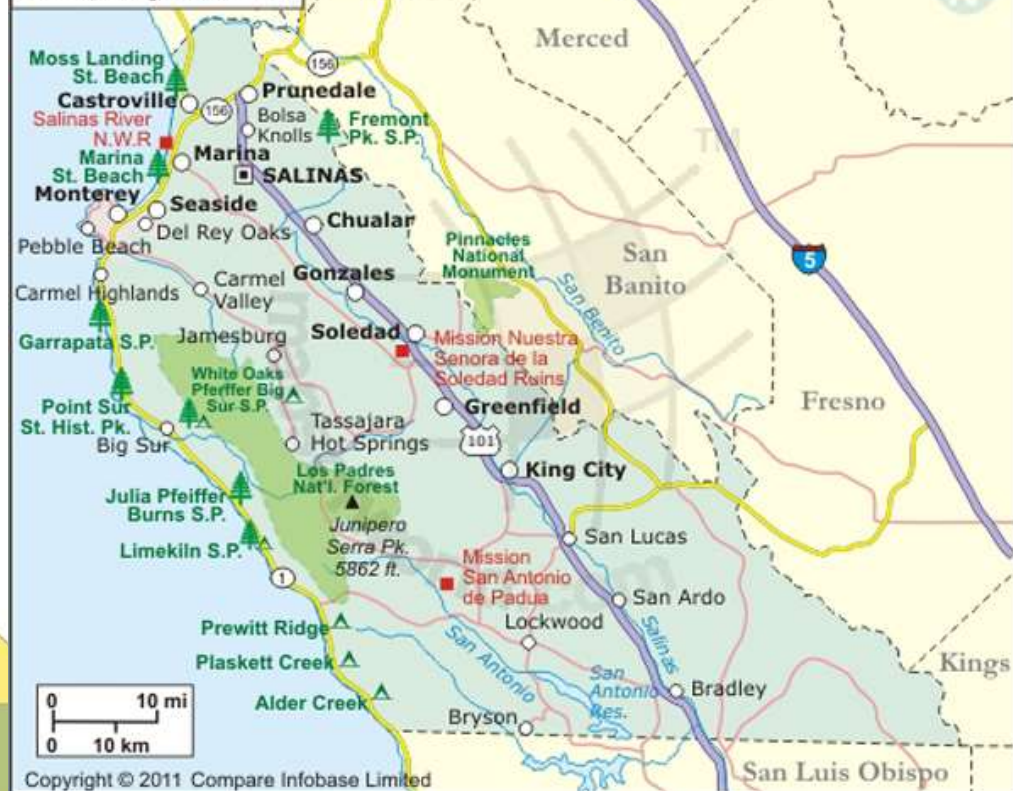 Merced
156
Moss Landing
St. Beach
Castroville
156
Prunedale
Bolsa
Knolls
Fremont
Pk. S.P.
Salinas River
N.W.R
Marina
St. Beach
Marina
SALINAS
Monterey
Seaside
Del Rey Oaks
Chualar
Pebble Beach
Pinnacles
National
Monument
San
Banito
5
Carmel Highlands
Carmel
Valley
Gonzales
San Benito
Garrapata S.P.
Jamesburg
Soledad
Mission Nuestra
Senora de la
Soledad Ruins
White Oaks
Pferffer Big
Sur S.P.
Point Sur
St. Hist. Pk.
Big Sur
Tassajara
Hot Springs
Greenfield
Fresno
101
King City
Los Padres
Nat'l. Forest
Julia Pfeiffer
Burns S.P.
Junipero
Serra Pk.
5862 ft.
Limekiln S.P.
San Lucas
1
Mission
San Antonio
de Padua
San Ardo
Prewitt Ridge
Lockwood
Plaskett Creek
San Antonio
Salinas
Kings
San
Antonio
Res.
Bradley
Alder Creek
Bryson
0 10 mi
0 10 km
San Luis Obispo
Copyright © 2011 Compare Infobase Limited
TM